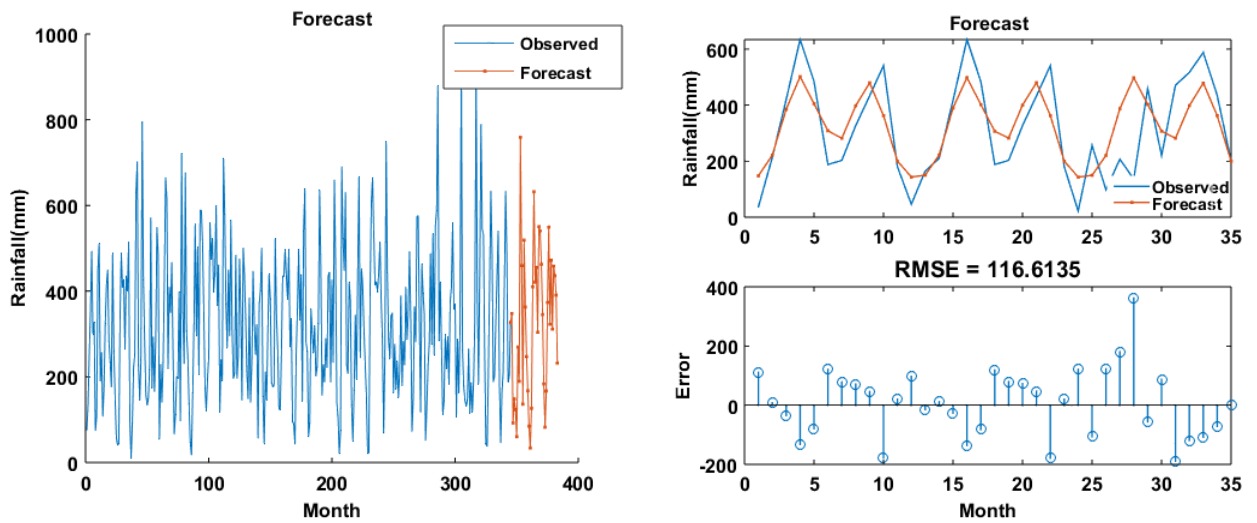 Forecast
1000
800
600
400
200
0
Rainfall(mm)
0 100 200 300 400
Month
Observed
Forecast
Forecast
600
400
200
0
Rainfall(mm)
0 5 10 15 20 25 30 35
Observed
Forecast
RMSE = 116.6135
400
200
0
-200
Error
0 5 10 15 20 25 30 35
Month